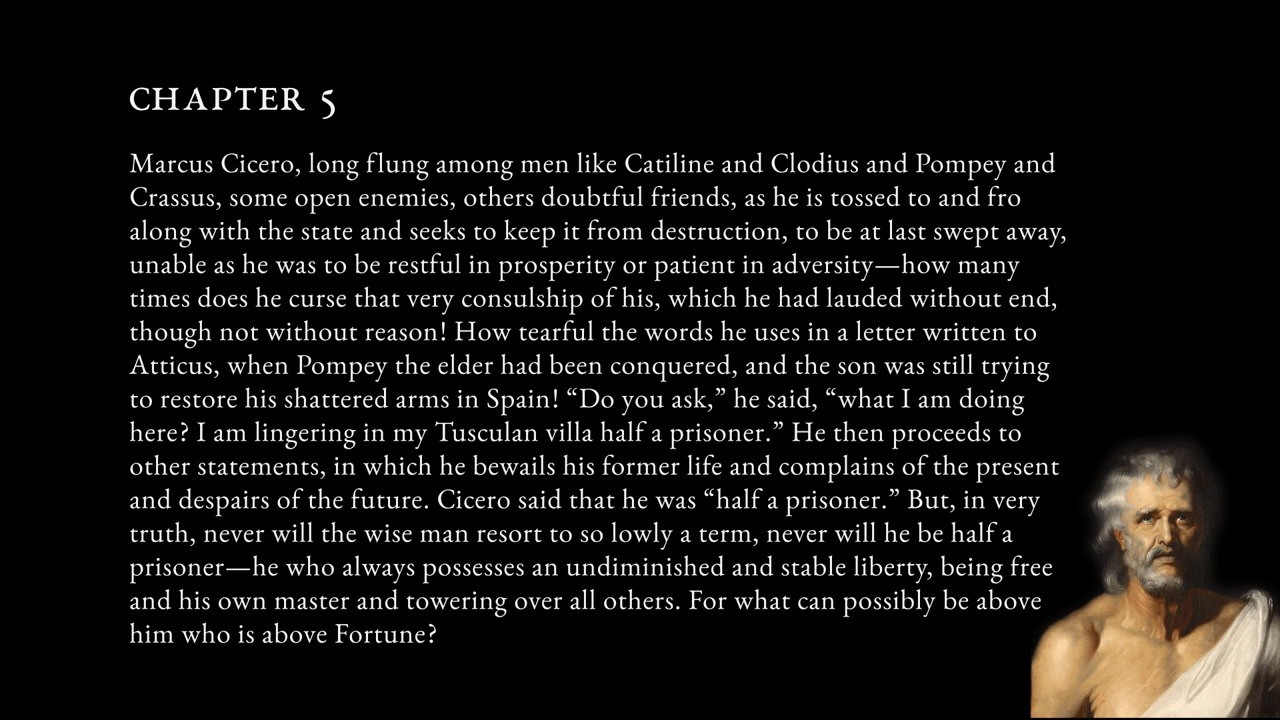 CHAPTER 5
Marcus Cicero, long flung among men like Catiline and Clodius and Pompey and
Crassus, some open enemies, others doubtful friends, as he is tossed to and fro
along with the state and seeks to keep it from destruction, to be at last swept away,
unable as he was to be restful in prosperity or patient in adversity—how many
times does he curse that very consulship of his, which he had lauded without end,
though not without reason! How tearful the words he uses in a letter written to
Atticus, when Pompey the elder had been conquered, and the son was still trying
to restore his shattered arms in Spain! “Do you ask,” he said, “what I am doing
here? I am lingering in my Tusculan villa half a prisoner.” He then proceeds to
other statements, in which he bewails his former life and complains of the present
and despairs of the future. Cicero said that he was “half a prisoner.” But, in very
truth, never will the wise man resort to so lowly a term, never will he be half a
prisoner—he who always possesses an undiminished and stable liberty, being free
and his own master and towering over all others. For what can possibly be above
him who is above Fortune?